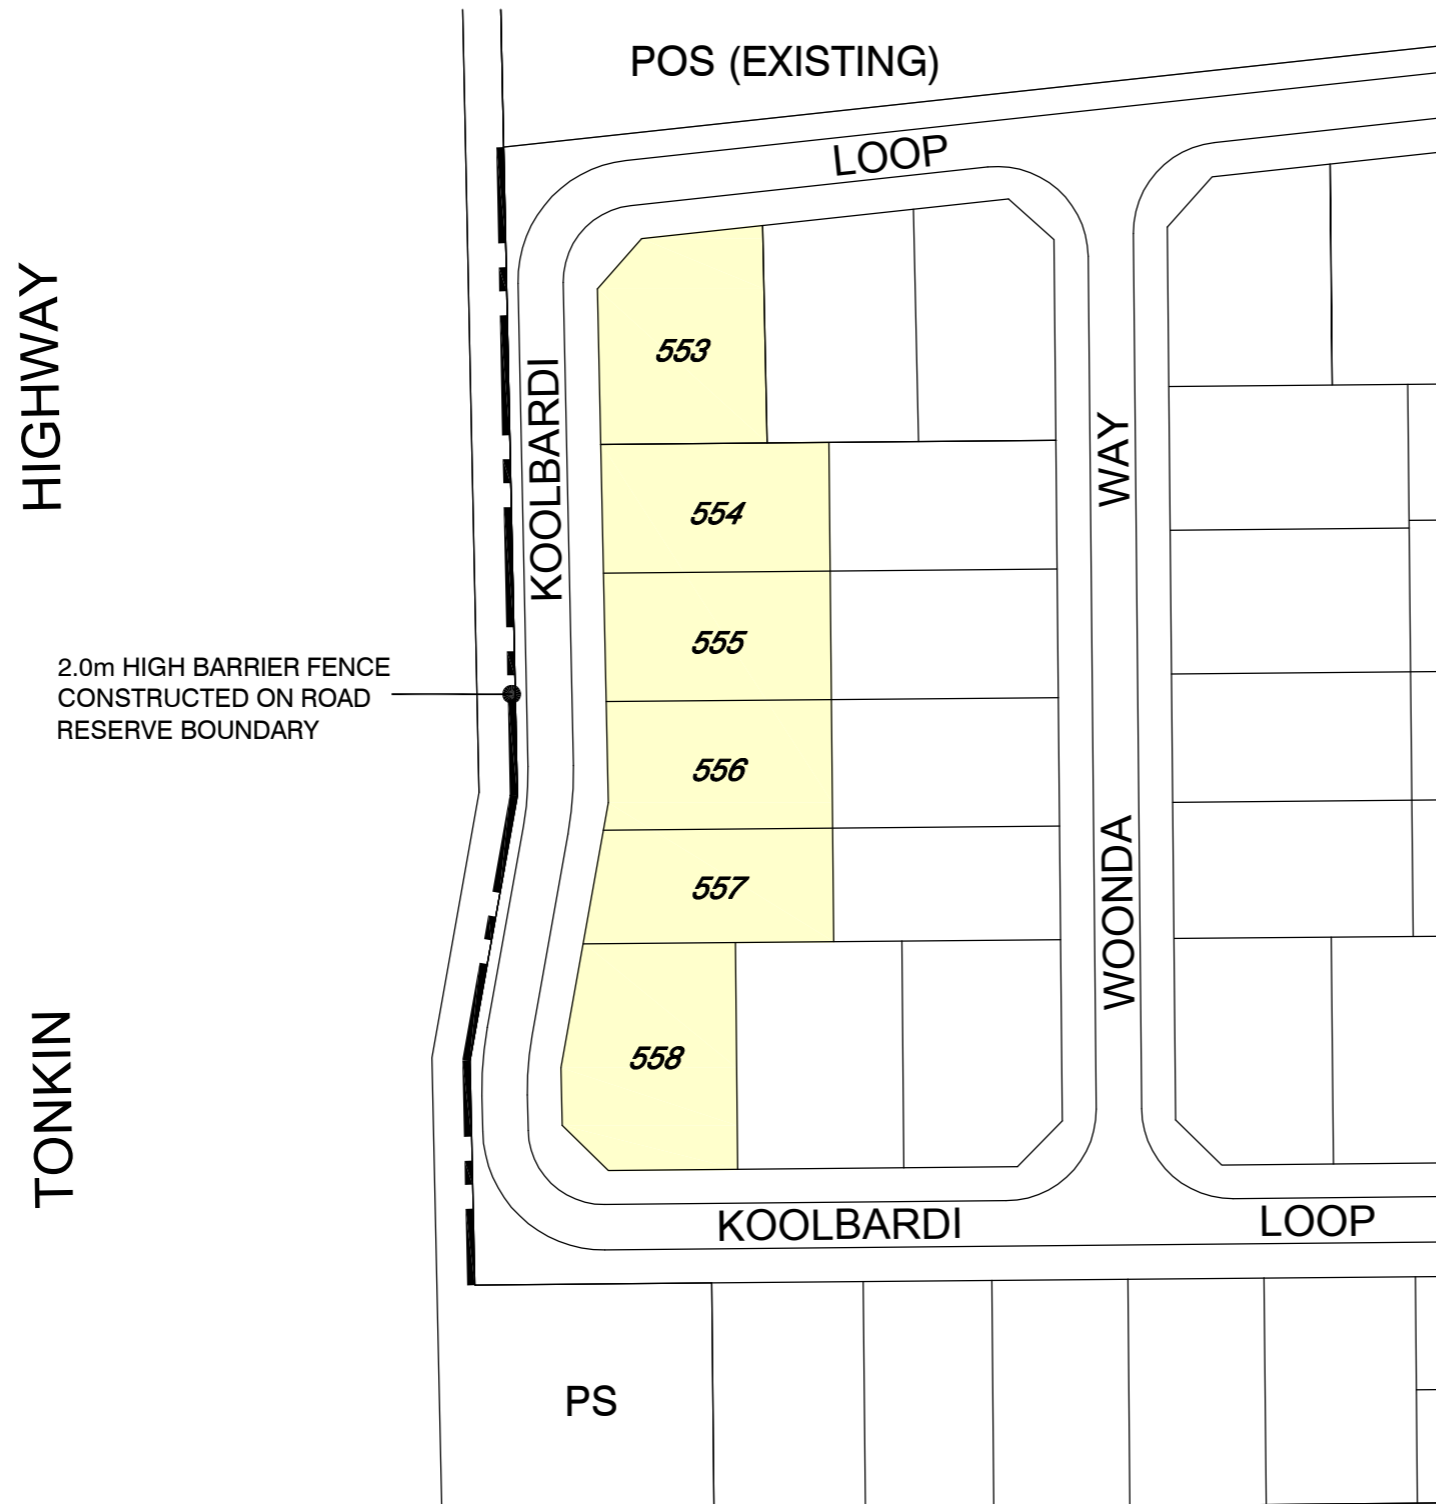 POS (EXISTING)
LOOP
HIGHWAY
KOOLBARDI
553
WAY
554
555
2.0m HIGH BARRIER FENCE
CONSTRUCTED ON ROAD
RESERVE BOUNDARY
556
557
WOONDA
558
TONKIN
KOOLBARDI
LOOP
PS